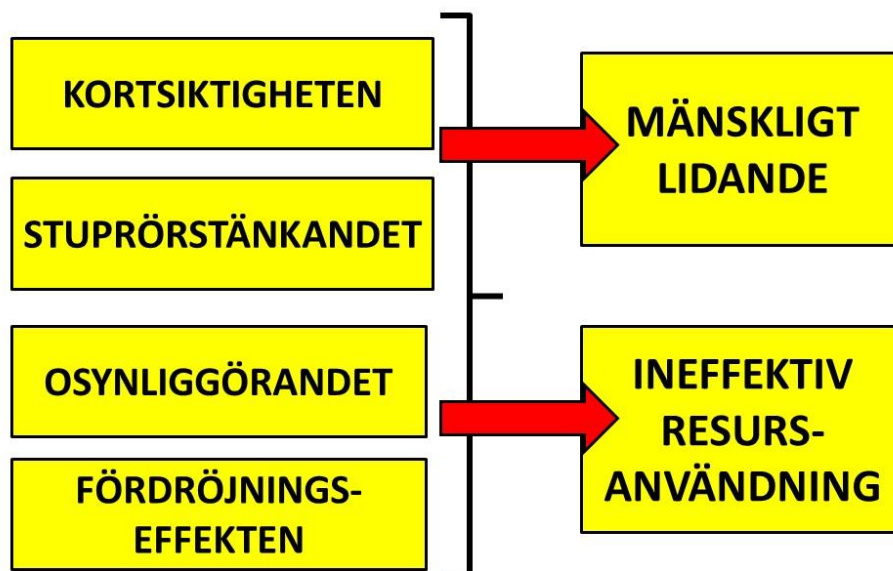 KORTSIKTIGHETEN
STUPRÖRSTÄNKANDET
OSYNLIGGÖRANDET
FÖRDRÖJNINGS-
EFFEKTEN
MÄNSKLIGT
LIDANDE
INEFFEKTIV
RESURS-
ANVÄNDNING